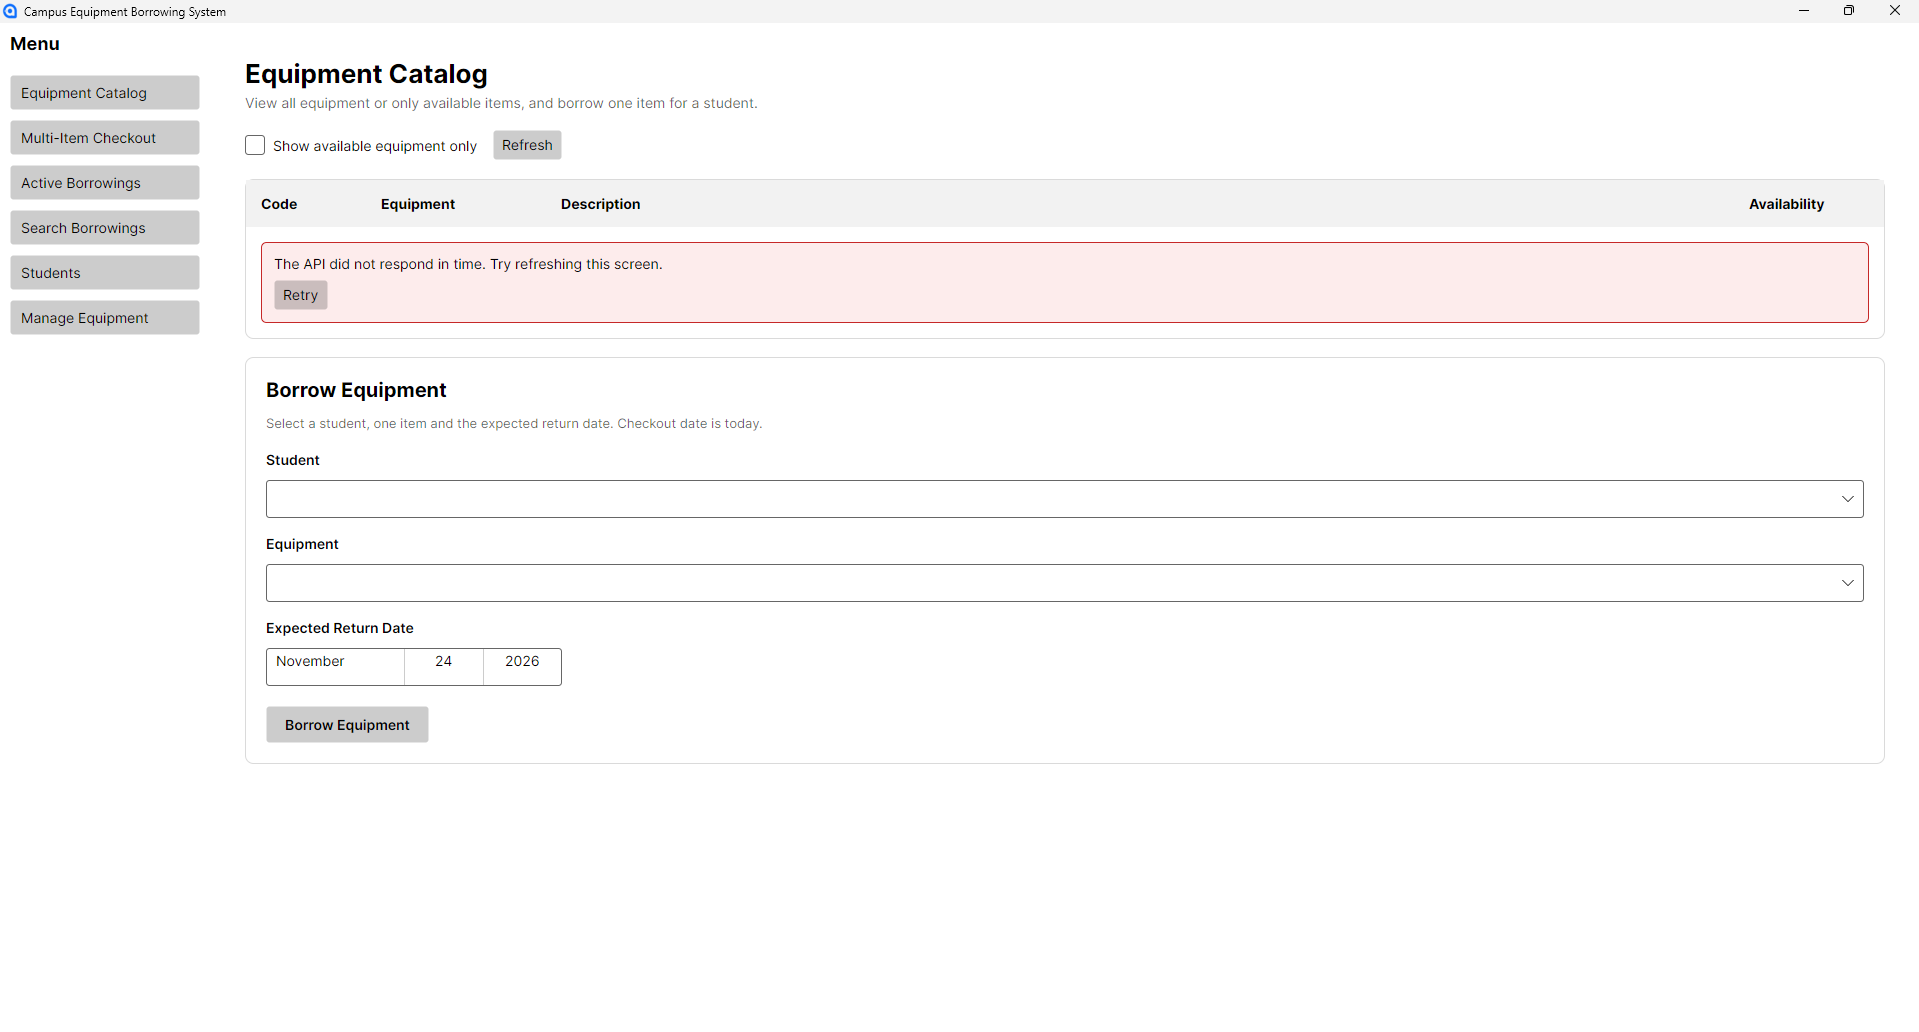 Campus Equipment Borrowing System
Menu
Equipment Catalog
Multi-Item Checkout
Active Borrowings
Search Borrowings
Students
Manage Equipment
Equipment Catalog
View all equipment or only available items, and borrow one item for a student.
Show available equipment only Refresh
Code Equipment Description Availability
The API did not respond in time. Try refreshing this screen.
Retry
Borrow Equipment
Select a student, one item and the expected return date. Checkout date is today.
Student
Equipment
Expected Return Date
November 24 2026
Borrow Equipment